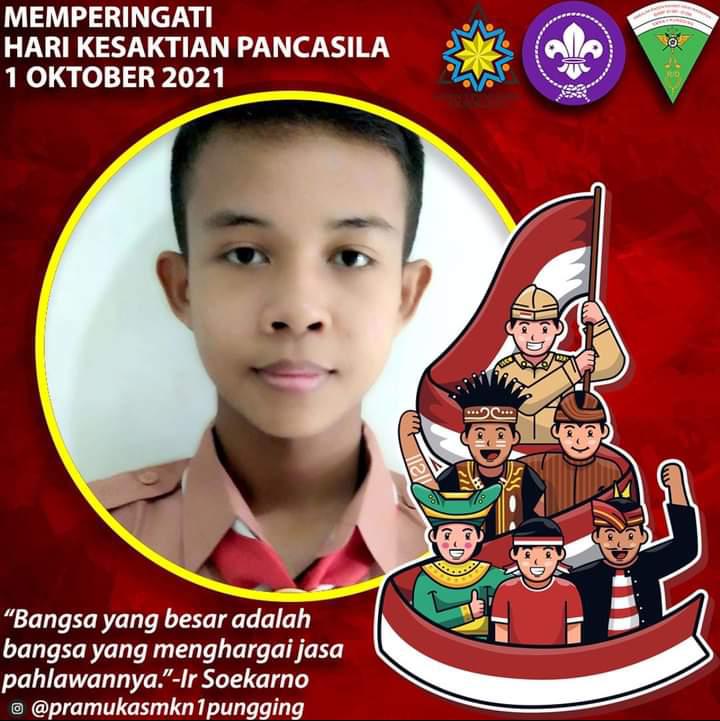 MEMPERINGATI
HARI KESAKTIAN PANCASILA
1 OKTOBER 2021
“Bangsa yang besar adalah
bangsa yang menghargai jasa
pahlawannya.”-Ir Soekarno
@pramukasmkn1pungging